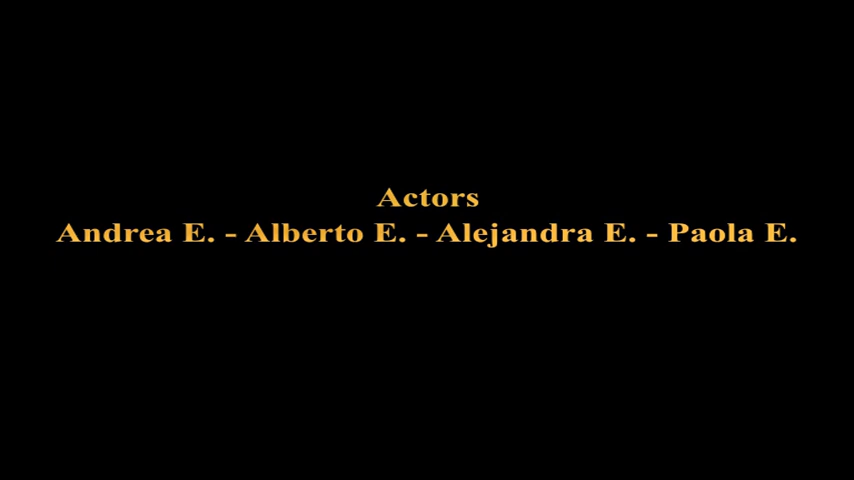 Actors
Andrea E. - Alberto E. - Alejandra E. - Paola E.